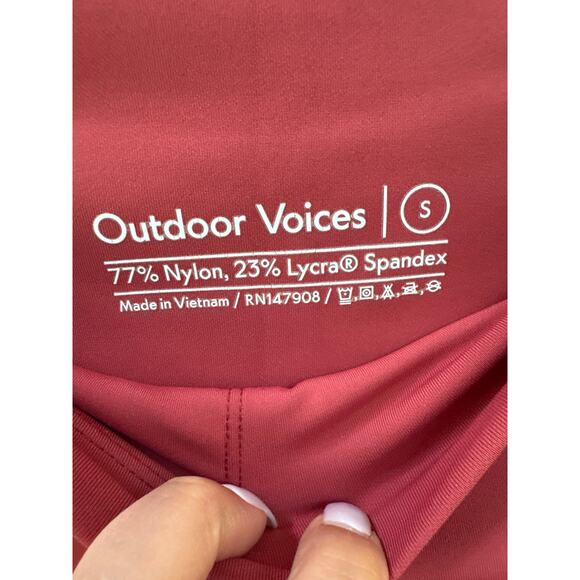 Outdoor Voices | S
77% Nylon, 23% Lycra® Spandex
Made in Vietnam / RN147908 /